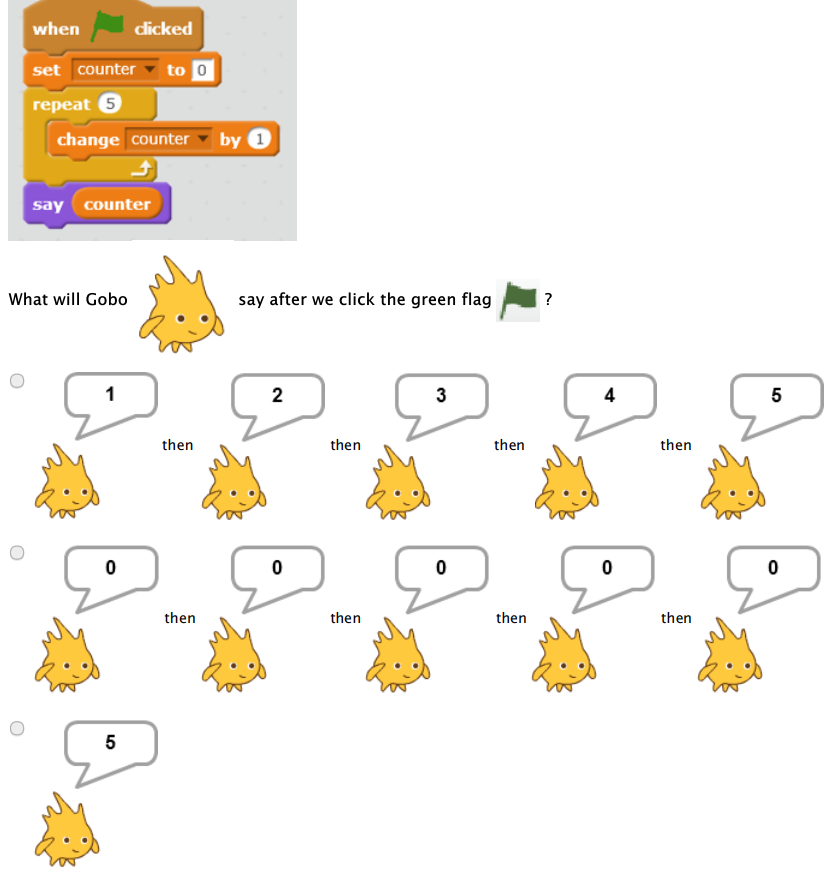 when clicked
set counter to 0
repeat 5
change counter by 1
say counter
What will Gobo say after we click the green flag ?
1 2 3 4 5
then then then then
0 0 0 0 0
then then then then
5